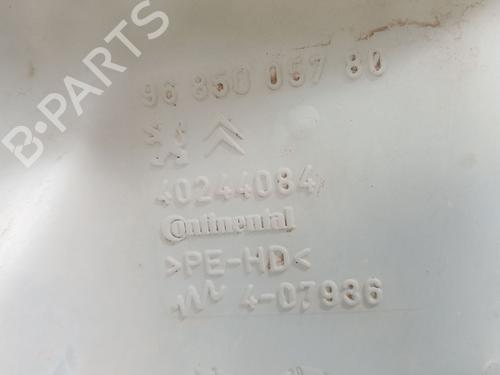 B-PARTS
96 850 057 80
40244084
Continental
>PE-HD<
4-07986